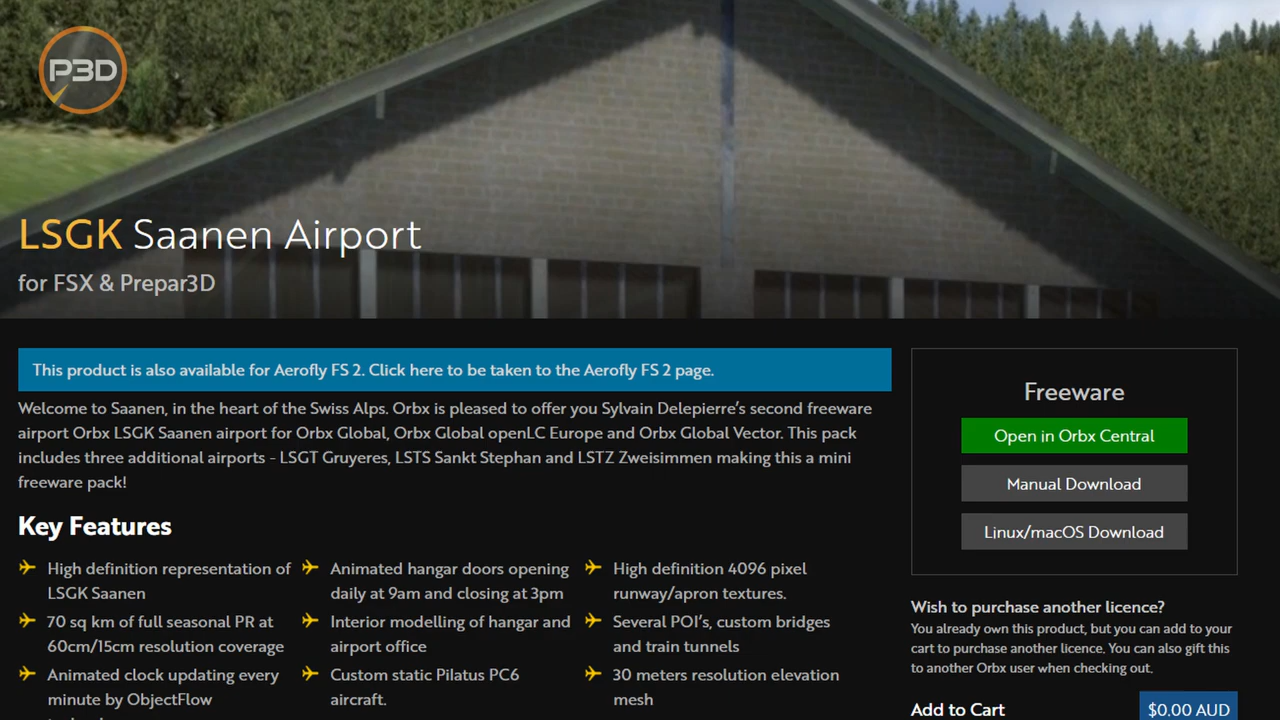 P3D
LSGK Saanen Airport
for FSX & Prepar3D
This product is also available for Aerofly FS 2. Click here to be taken to the Aerofly FS 2 page.
Welcome to Saanen, in the heart of the Swiss Alps. Orbx is pleased to offer you Sylvain Delepierre's second freeware
airport Orbx LSGK Saanen airport for Orbx Global, Orbx Global openLC Europe and Orbx Global Vector. This pack
includes three additional airports - LSGT Gruyeres, LSTS Sankt Stephan and LSTZ Zweisimmen making this a mini
freeware pack!
Key Features
High definition representation of
LSGK Saanen
70 sq km of full seasonal PR at
60cm/15cm resolution coverage
Animated clock updating every
minute by ObjectFlow
Animated hangar doors opening
daily at 9am and closing at 3pm
Interior modelling of hangar and
airport office
Custom static Pilatus PC6
aircraft.
High definition 4096 pixel
runway/apron textures.
Several POI's, custom bridges
and train tunnels
30 meters resolution elevation
mesh
Freeware
Open in Orbx Central
Manual Download
Linux/macOS Download
Wish to purchase another licence?
You already own this product, but you can add to your
cart to purchase another licence. You can also gift this
to another Orbx user when checking out.
Add to Cart
$0.00 AUD